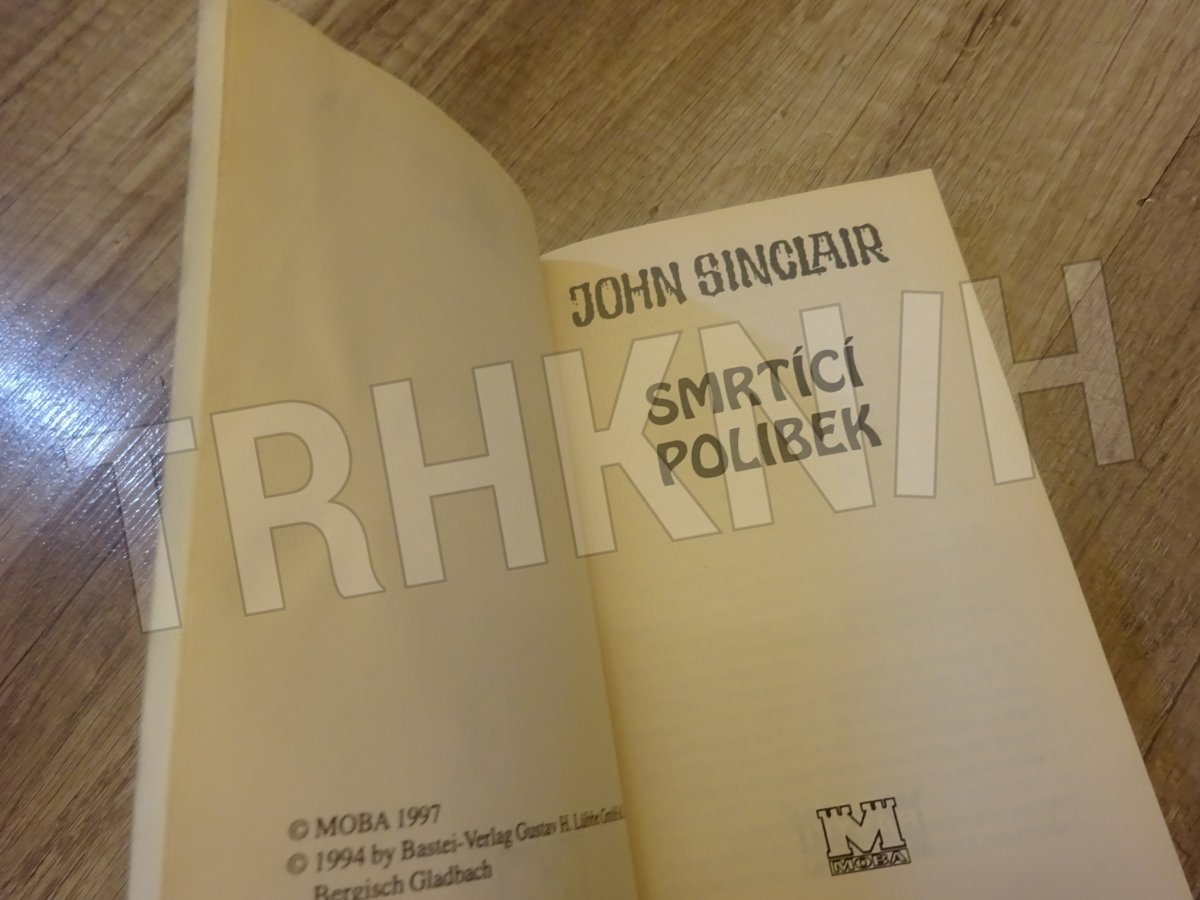 © MOBA 1997
© 1994 by Bastei-Verlag Gustav H. Lübbe GmbH
Bergisch Gladbach
JOHN SINCLAIR
SMRTÍCÍ
POLIBEK
M
MOBA
TRHKNIH